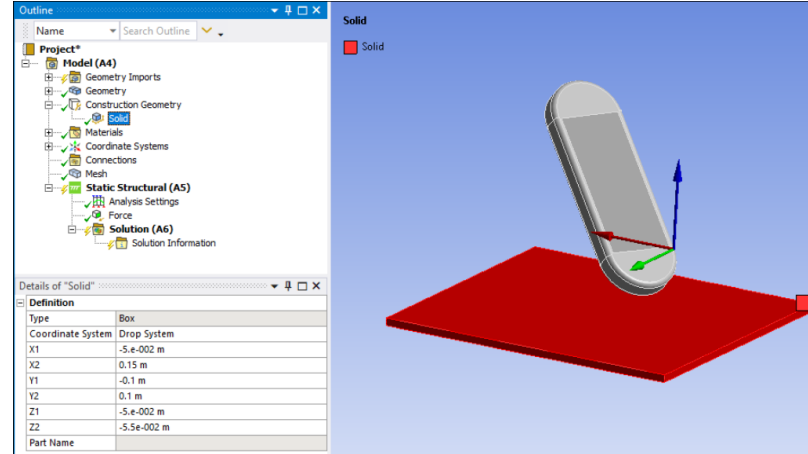 Outline
Name Search Outline
Project*
Model (A4)
Geometry Imports
Geometry
Construction Geometry
Solid
Materials
Coordinate Systems
Connections
Mesh
Static Structural (A5)
Analysis Settings
Force
Solution (A6)
Solution Information
Details of "Solid"
Definition
Type Box
Coordinate System Drop System
X1 -5.e-002 m
X2 0.15 m
Y1 -0.1 m
Y2 0.1 m
Z1 -5.e-002 m
Z2 -5.5e-002 m
Part Name
Solid
Solid